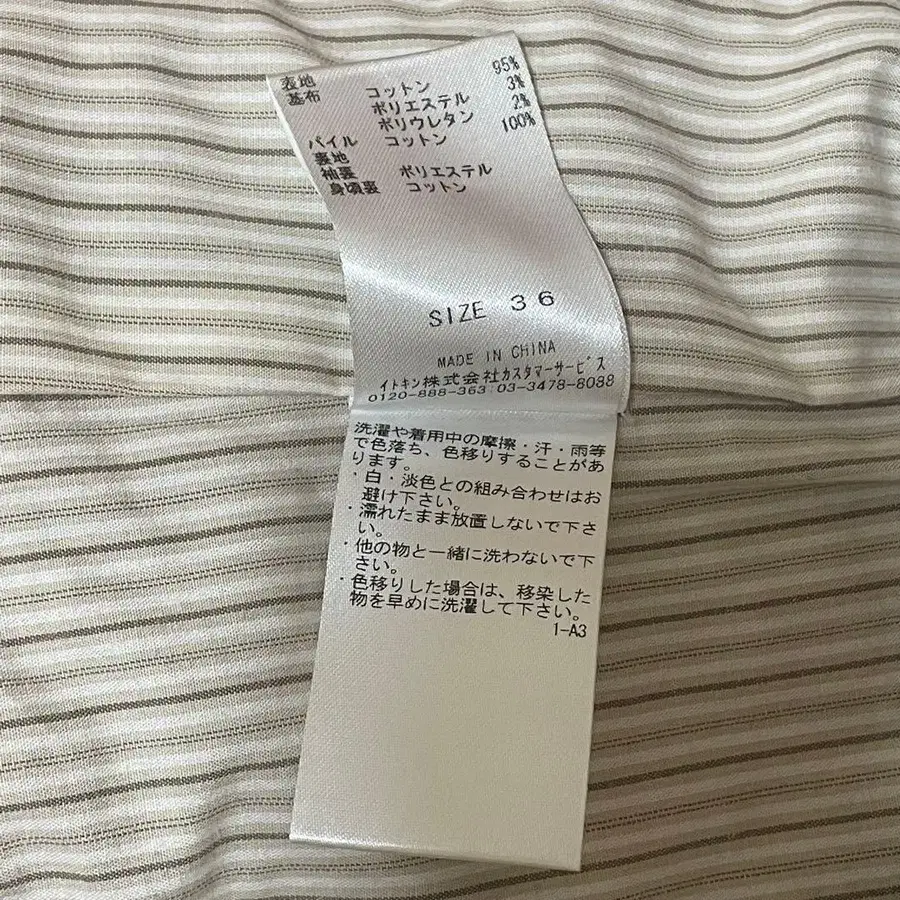 表地
基布 コットン 95%
ポリエステル 3%
ポリウレタン 2%
パイル コットン 100%
裏地
袖裏 ポリエステル
身頃裏 コットン
SIZE 36
MADE IN CHINA
イトキン株式会社カスタマーサービス
0120-888-363 03-3478-8088
洗濯や着用中の摩擦・汗・雨等
で色落ち、色移りすることがあ
ります。
・白・淡色との組み合わせはお
避け下さい。
・濡れたまま放置しないで下さ
い。
・他の物と一緒に洗わないで下
さい。
・色移りした場合は、移染した
物を早めに洗濯して下さい。
1-A3